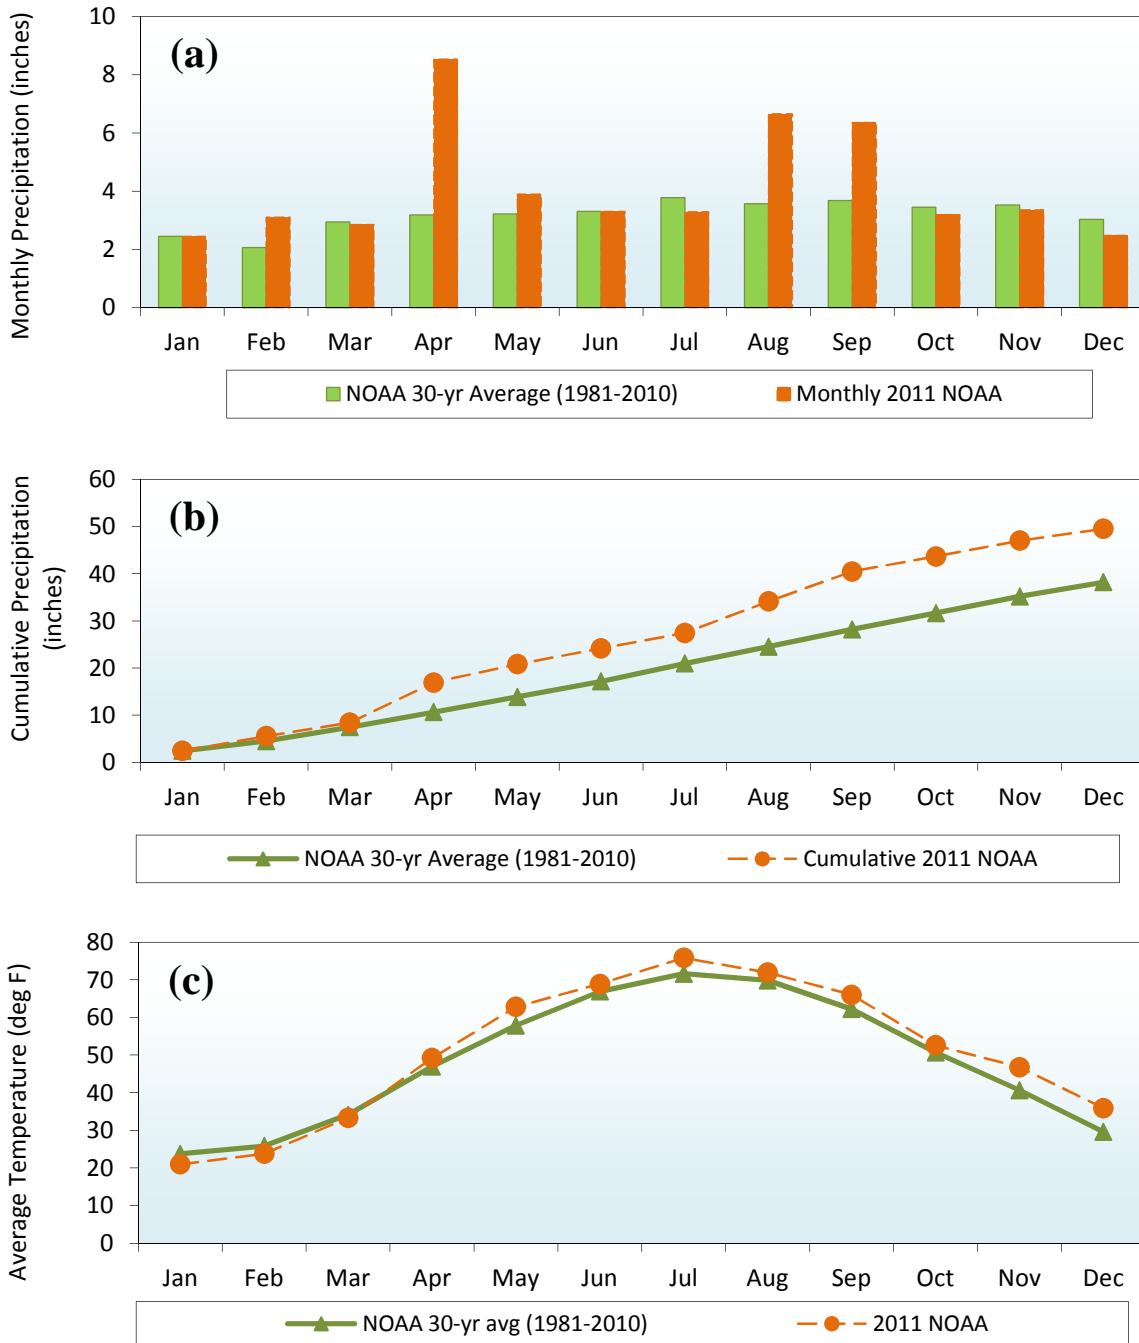 Monthly Precipitation (inches)
(a)
10
8
6
4
2
0
Jan Feb Mar Apr May Jun Jul Aug Sep Oct Nov Dec
NOAA 30-yr Average (1981-2010) Monthly 2011 NOAA
Cumulative Precipitation
(inches)
(b)
60
50
40
30
20
10
0
Jan Feb Mar Apr May Jun Jul Aug Sep Oct Nov Dec
NOAA 30-yr Average (1981-2010) Cumulative 2011 NOAA
Average Temperature (deg F)
(c)
80
70
60
50
40
30
20
10
0
Jan Feb Mar Apr May Jun Jul Aug Sep Oct Nov Dec
NOAA 30-yr avg (1981-2010) 2011 NOAA